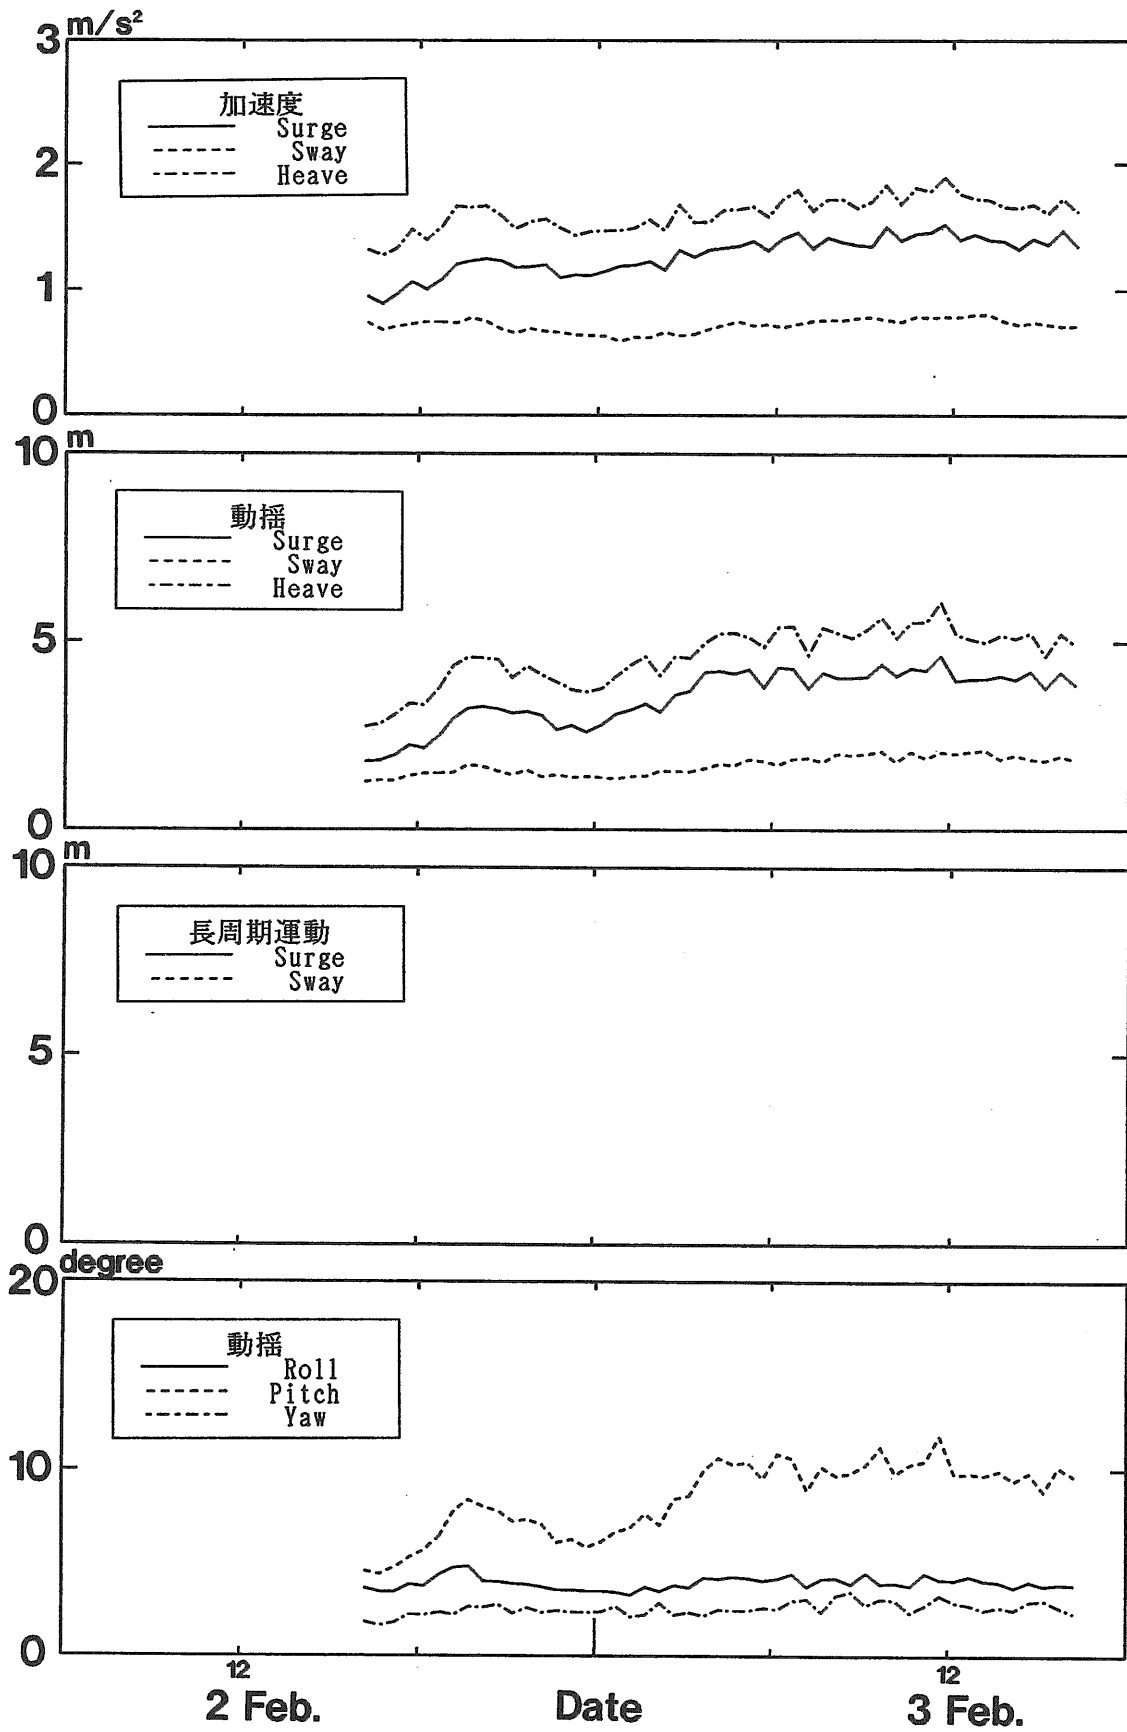 m/s²
3
加速度
Surge
Sway
Heave
2
1
0
10 m
動揺
Surge
Sway
Heave
5
0
10 m
長周期運動
Surge
Sway
5
0
degree
20
動揺
Roll
Pitch
Yaw
10
0
12 12
2 Feb. Date 3 Feb.